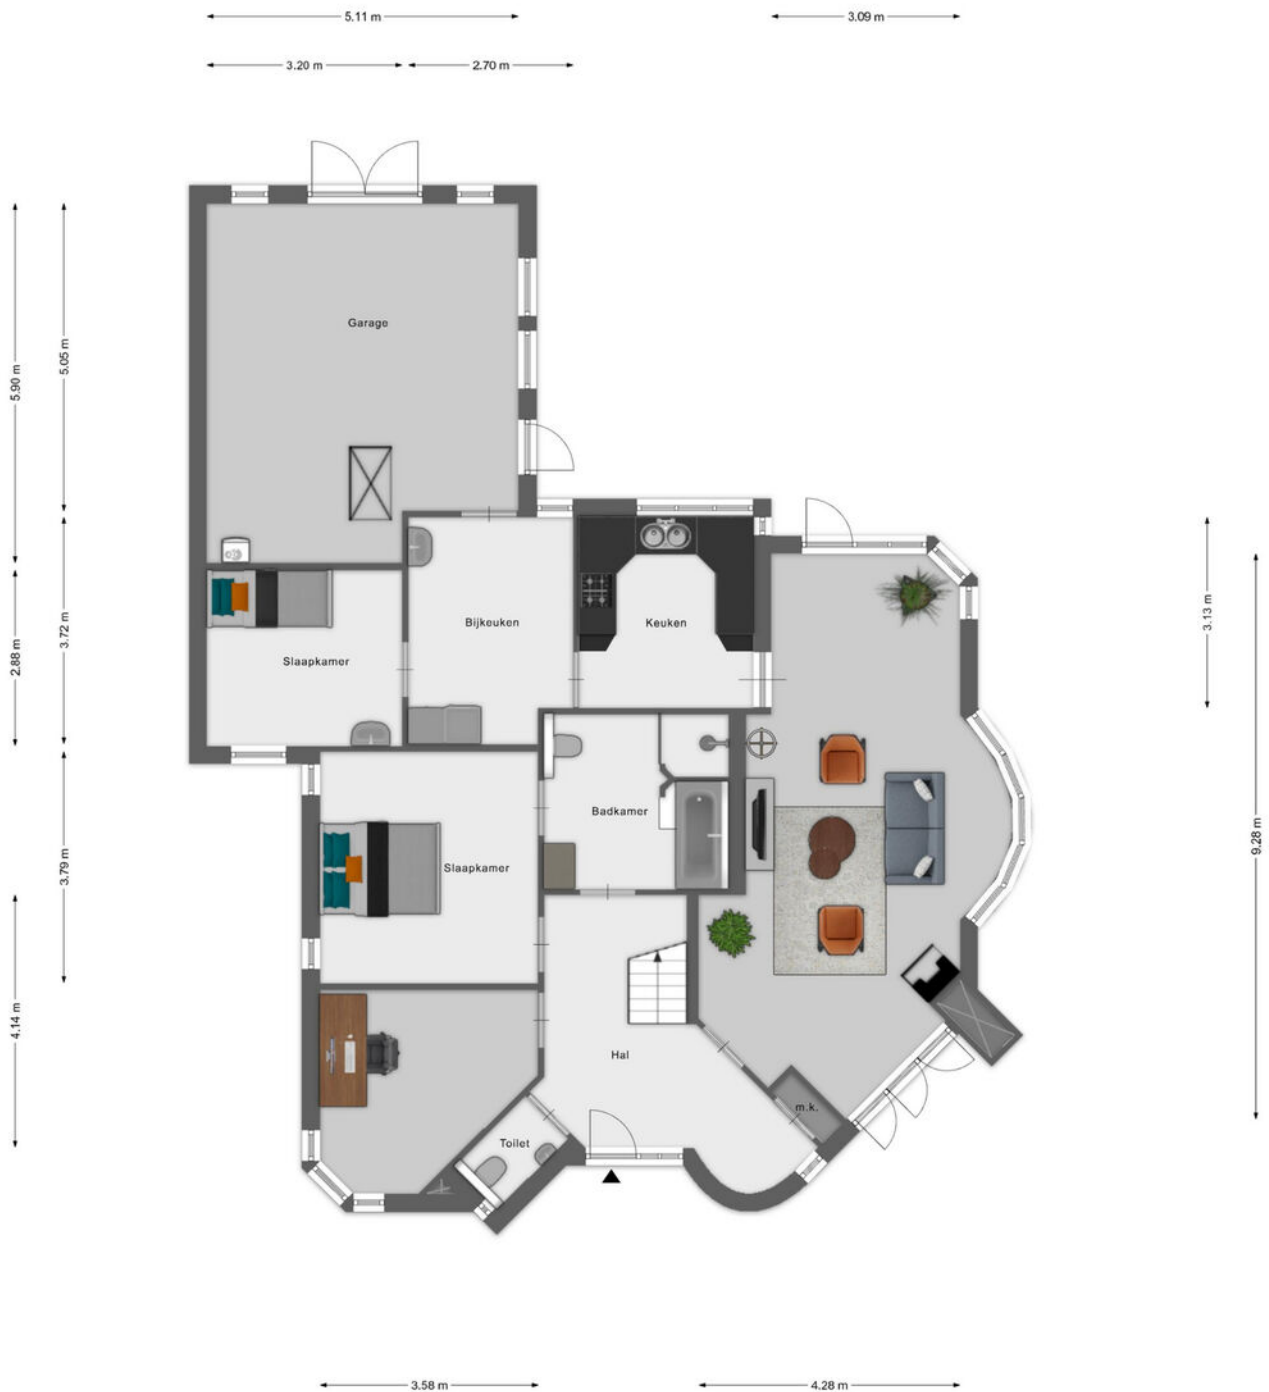 5.11 m
3.09 m
3.20 m
2.70 m
Garage
5.90 m
5.05 m
3.13 m
3.72 m
2.88 m
Bijkeuken
Keuken
Slaapkamer
Badkamer
9.28 m
3.79 m
Slaapkamer
4.14 m
Hal
m.k.
Toilet
3.58 m
4.28 m